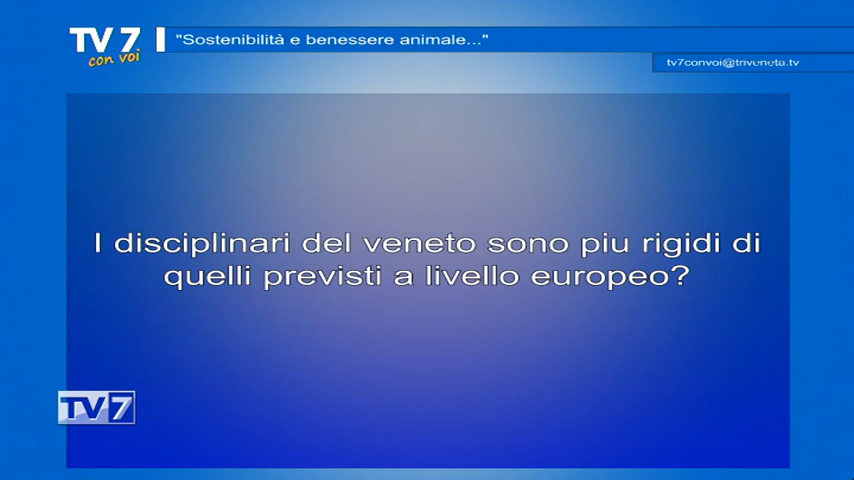 TV 7
con voi
"Sostenibilità e benessere animale..."
tv7convoi@triveneta.tv
I disciplinari del veneto sono piu rigidi di
quelli previsti a livello europeo?
TV7